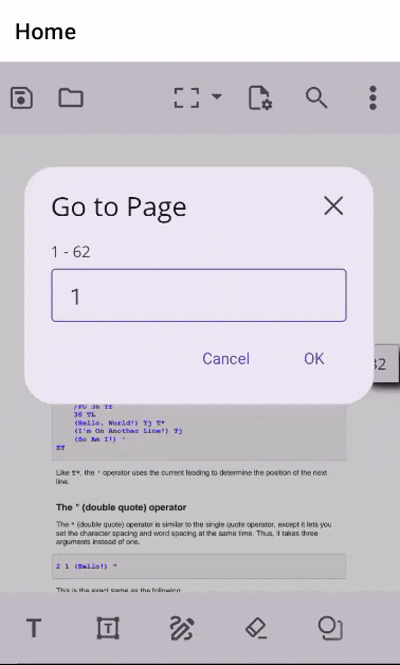 Home
Go to Page
1 - 62
1
Cancel
OK
36 TL
(Hello, World!) Tj T*
(I'm On Another Line!) Tj
(So Am I!) '
ET
Like T*, the ' operator uses the current leading to determine the position of the next
line.
The " (double quote) operator
The " (double quote) operator is similar to the single quote operator, except it lets you
set the character spacing and word spacing at the same time. Thus, it takes three
arguments instead of one.
2 1 (Hello!) "
This is the exact same as the following
T
T